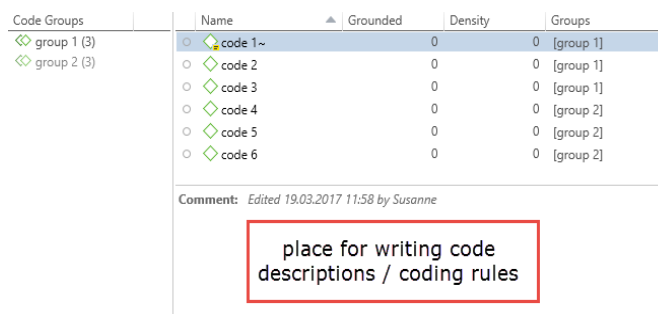 Code Groups
group 1 (3)
group 2 (3)
Name Grounded Density Groups
code 1~ 0 0 [group 1]
code 2 0 0 [group 1]
code 3 0 0 [group 1]
code 4 0 0 [group 2]
code 5 0 0 [group 2]
code 6 0 0 [group 2]
Comment: Edited 19.03.2017 11:58 by Susanne
place for writing code
descriptions / coding rules